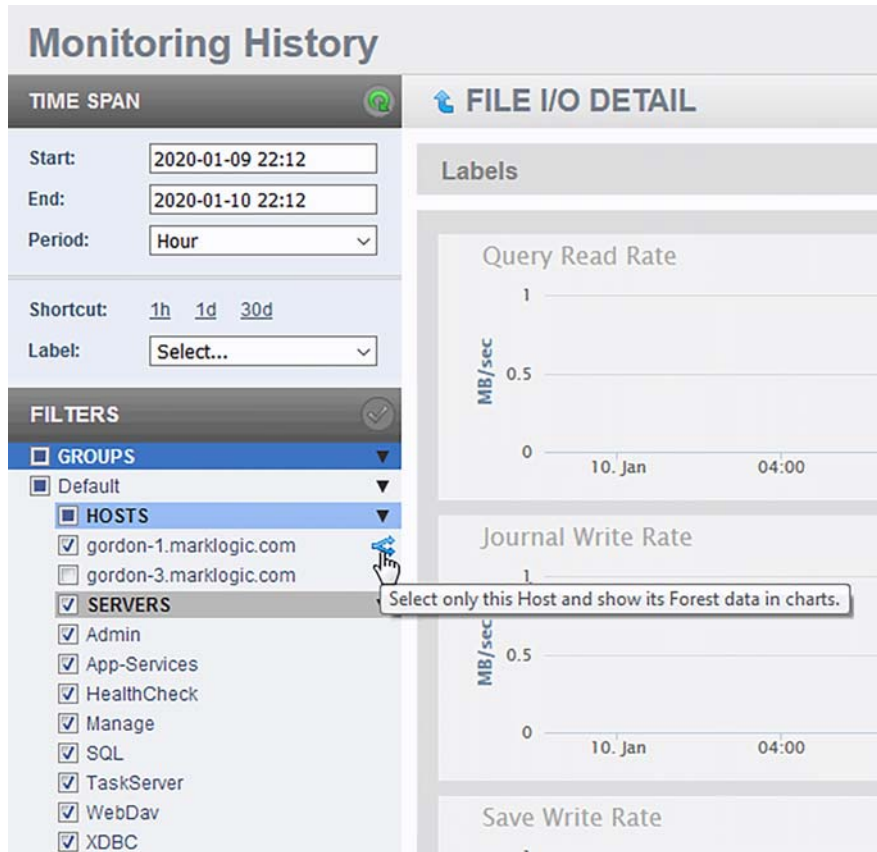 Monitoring History
TIME SPAN
Start: 2020-01-09 22:12
End: 2020-01-10 22:12
Period: Hour
Shortcut: 1h 1d 30d
Label: Select...
FILTERS
GROUPS
Default
HOSTS
gordon-1.marklogic.com
gordon-3.marklogic.com
SERVERS
Admin
App-Services
HealthCheck
Manage
SQL
TaskServer
WebDav
XDBC
FILE I/O DETAIL
Labels
Query Read Rate
MB/sec
1
0.5
0
10. Jan 04:00
Journal Write Rate
MB/sec
1
Select only this Host and show its Forest data in charts.
0.5
0
10. Jan 04:00
Save Write Rate